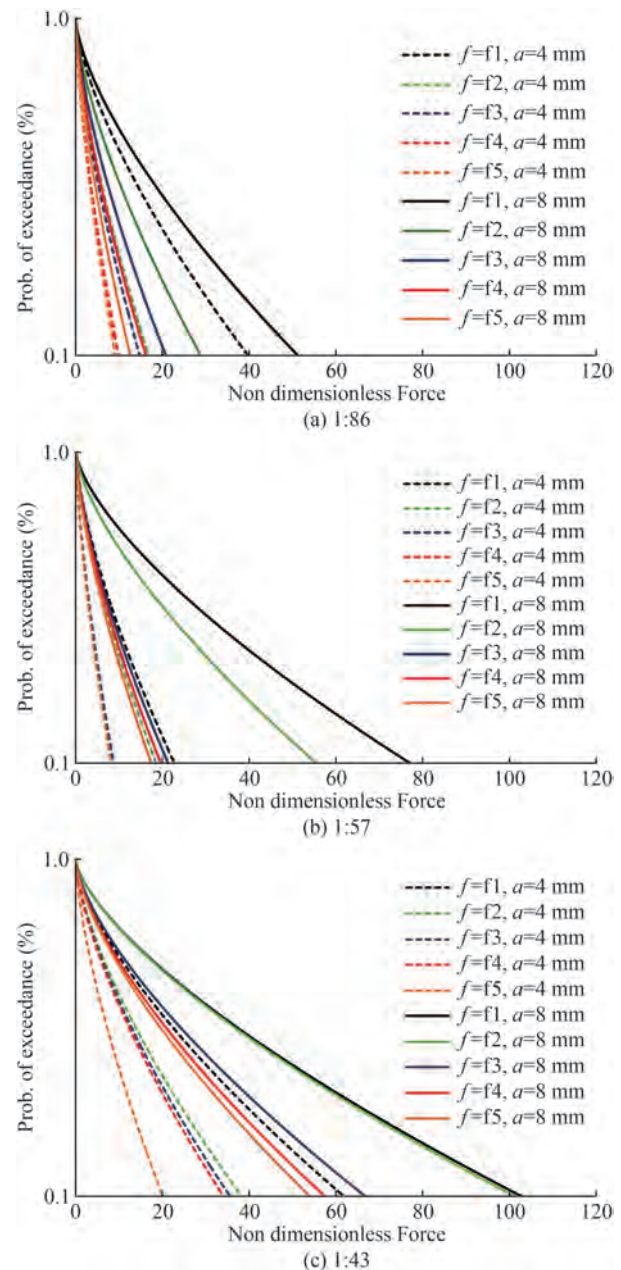 1.0
f=f1, a=4 mm
f=f2, a=4 mm
f=f3, a=4 mm
f=f4, a=4 mm
f=f5, a=4 mm
f=f1, a=8 mm
f=f2, a=8 mm
f=f3, a=8 mm
f=f4, a=8 mm
f=f5, a=8 mm
Prob. of exceedance (%)
0.1
0 20 40 60 80 100 120
Non dimensionless Force
(a) 1:86
1.0
f=f1, a=4 mm
f=f2, a=4 mm
f=f3, a=4 mm
f=f4, a=4 mm
f=f5, a=4 mm
f=f1, a=8 mm
f=f2, a=8 mm
f=f3, a=8 mm
f=f4, a=8 mm
f=f5, a=8 mm
Prob. of exceedance (%)
0.1
0 20 40 60 80 100 120
Non dimensionless Force
(b) 1:57
1.0
f=f1, a=4 mm
f=f2, a=4 mm
f=f3, a=4 mm
f=f4, a=4 mm
f=f5, a=4 mm
f=f1, a=8 mm
f=f2, a=8 mm
f=f3, a=8 mm
f=f4, a=8 mm
f=f5, a=8 mm
Prob. of exceedance (%)
0.1
0 20 40 60 80 100 120
Non dimensionless Force
(c) 1:43